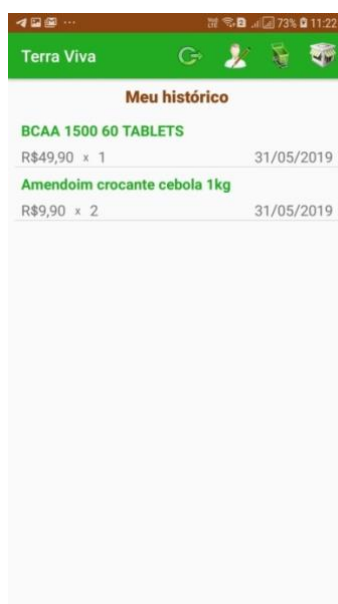 73% 11:22
Terra Viva
Meu histórico
BCAA 1500 60 TABLETS
R$49,90 x 1 31/05/2019
Amendoim crocante cebola 1kg
R$9,90 x 2 31/05/2019